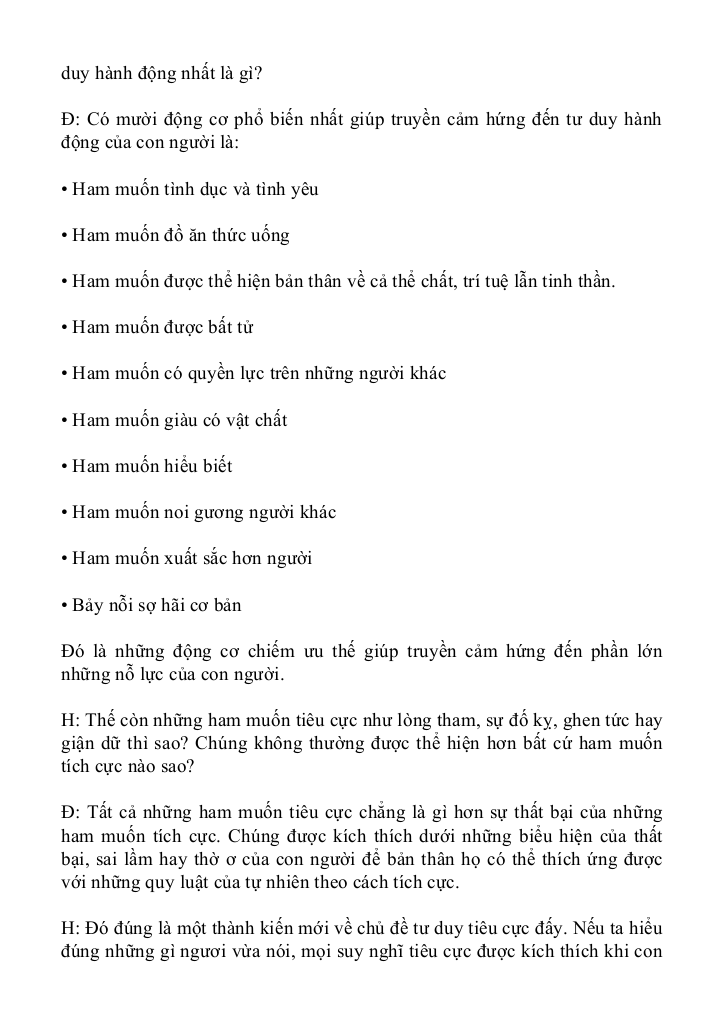 duy hành động nhất là gì?
Đ: Có mười động cơ phổ biến nhất giúp truyền cảm hứng đến tư duy hành
động của con người là:
• Ham muốn tình dục và tình yêu
• Ham muốn đồ ăn thức uống
• Ham muốn được thể hiện bản thân về cả thể chất, trí tuệ lẫn tinh thần.
• Ham muốn được bất tử
• Ham muốn có quyền lực trên những người khác
• Ham muốn giàu có vật chất
• Ham muốn hiểu biết
• Ham muốn noi gương người khác
• Ham muốn xuất sắc hơn người
• Bảy nỗi sợ hãi cơ bản
Đó là những động cơ chiếm ưu thế giúp truyền cảm hứng đến phần lớn
những nỗ lực của con người.
H: Thế còn những ham muốn tiêu cực như lòng tham, sự đố kỵ, ghen tức hay
giận dữ thì sao? Chúng không thường được thể hiện hơn bất cứ ham muốn
tích cực nào sao?
Đ: Tất cả những ham muốn tiêu cực chẳng là gì hơn sự thất bại của những
ham muốn tích cực. Chúng được kích thích dưới những biểu hiện của thất
bại, sai lầm hay thờ ơ của con người để bản thân họ có thể thích ứng được
với những quy luật của tự nhiên theo cách tích cực.
H: Đó đúng là một thành kiến mới về chủ đề tư duy tiêu cực đấy. Nếu ta hiểu
đúng những gì ngươi vừa nói, mọi suy nghĩ tiêu cực được kích thích khi con